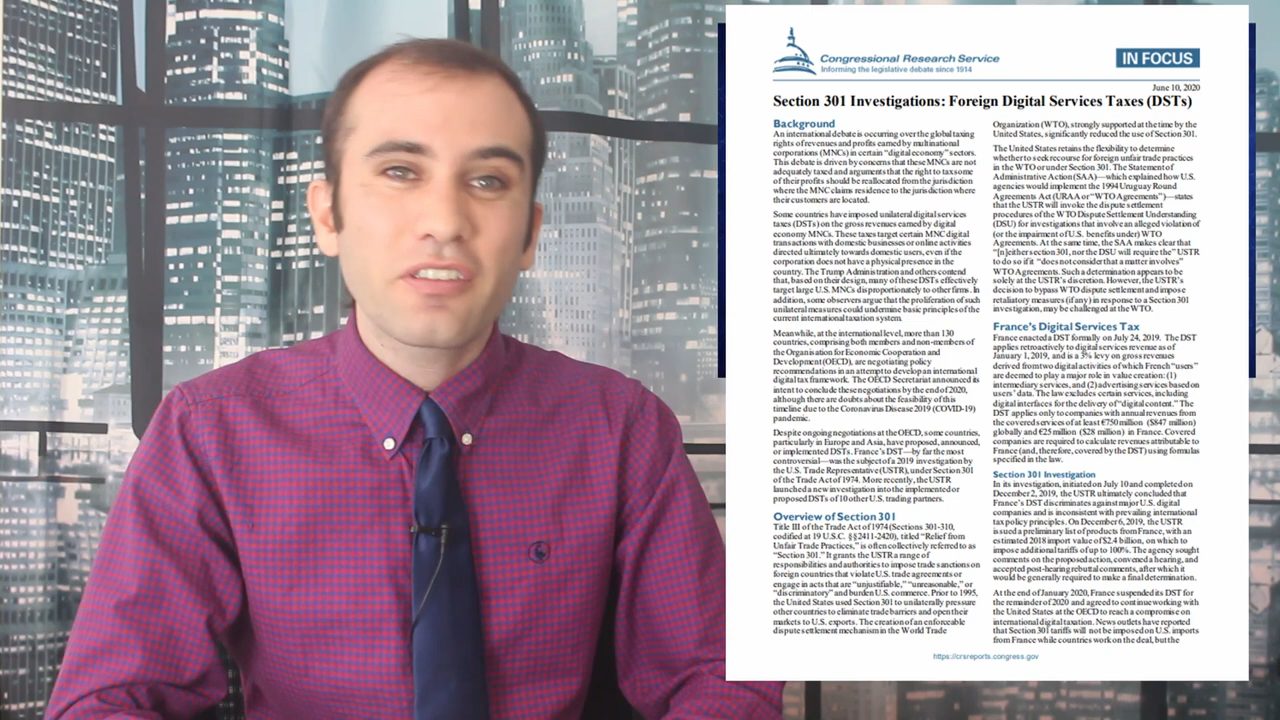 Congressional Research Service
Informing the legislative debate since 1914
IN FOCUS
June 10, 2020
Section 301 Investigations: Foreign Digital Services Taxes (DSTs)
Background
An international debate is occurring over the global taxing
rights of revenues and profits earned by multinational
corporations (MNCs) in certain “digital economy” sectors.
This debate is driven by concerns that these MNCs are not
adequately taxed and arguments that the right to tax some
of their profits should be reallocated from the jurisdiction
where the MNC claims residence to the jurisdiction where
their customers are located.
Some countries have imposed unilateral digital services
taxes (DSTs) on the gross revenues earned by digital
economy MNCs. These taxes target certain MNC digital
transactions with domestic businesses or online activities
directed ultimately towards domestic users, even if the
corporation does not have a physical presence in the
country. The Trump Administration and others contend
that, based on their design, many of these DSTs effectively
target large U.S. MNCs disproportionately to other firms. In
addition, some observers argue that the proliferation of such
unilateral measures could undermine basic principles of the
current international taxation system.
Meanwhile, at the international level, more than 130
countries, comprising both members and non-members of
the Organisation for Economic Cooperation and
Development (OECD), are negotiating policy
recommendations in an attempt to develop an international
digital tax framework. The OECD Secretariat announced its
intent to conclude these negotiations by the end of 2020,
although there are doubts about the feasibility of this
timeline due to the Coronavirus Disease 2019 (COVID-19)
pandemic.
Despite ongoing negotiations at the OECD, some countries,
particularly in Europe and Asia, have proposed, announced,
or implemented DSTs. France’s DST—by far the most
controversial—was the subject of a 2019 investigation by
the U.S. Trade Representative (USTR), under Section 301
of the Trade Act of 1974. More recently, the USTR
launched a new investigation into the implemented or
proposed DSTs of 10 other U.S. trading partners.
Overview of Section 301
Title III of the Trade Act of 1974 (Sections 301-310,
codified at 19 U.S.C. §§2411-2420), titled “Relief from
Unfair Trade Practices,” is often collectively referred to as
“Section 301.” It grants the USTR a range of
responsibilities and authorities to impose trade sanctions on
foreign countries that violate U.S. trade agreements or
engage in acts that are “unjustifiable,” “unreasonable,” or
“discriminatory” and burden U.S. commerce. Prior to 1995,
the United States used Section 301 to unilaterally pressure
other countries to eliminate trade barriers and open their
markets to U.S. exports. The creation of an enforceable
dispute settlement mechanism in the World Trade
Organization (WTO), strongly supported at the time by the
United States, significantly reduced the use of Section 301.
The United States retains the flexibility to determine
whether to seek recourse for foreign unfair trade practices
in the WTO or under Section 301. The Statement of
Administrative Action (SAA)—which explained how U.S.
agencies would implement the 1994 Uruguay Round
Agreements Act (URAA or “WTO Agreements”)—states
that the USTR will invoke the dispute settlement
procedures of the WTO Dispute Settlement Understanding
(DSU) for investigations that involve an alleged violation of
(or the impairment of U.S. benefits under) WTO
Agreements. At the same time, the SAA makes clear that
“[n]either section 301, nor the DSU will require the” USTR
to do so if it “does not consider that a matter involves”
WTO Agreements. Such a determination appears to be
solely at the USTR’s discretion. However, the USTR’s
decision to bypass WTO dispute settlement and impose
retaliatory measures (if any) in response to a Section 301
investigation, may be challenged at the WTO.
France’s Digital Services Tax
France enacted a DST formally on July 24, 2019. The DST
applies retroactively to digital services revenue as of
January 1, 2019, and is a 3% levy on gross revenues
derived from two digital activities of which French “users”
are deemed to play a major role in value creation: (1)
intermediary services, and (2) advertising services based on
users’ data. The law excludes certain services, including
digital interfaces for the delivery of “digital content.” The
DST applies only to companies with annual revenues from
the covered services of at least €750 million ($847 million)
globally and €25 million ($28 million) in France. Covered
companies are required to calculate revenues attributable to
France (and, therefore, covered by the DST) using formulas
specified in the law.
Section 301 Investigation
In its investigation, initiated on July 10 and completed on
December 2, 2019, the USTR ultimately concluded that
France’s DST discriminates against major U.S. digital
companies and is inconsistent with prevailing international
tax policy principles. On December 6, 2019, the USTR
issued a preliminary list of products from France, with an
estimated 2018 import value of $2.4 billion, on which to
impose additional tariffs of up to 100%. The agency sought
comments on the proposed action, convened a hearing, and
accepted post-hearing rebuttal comments, after which it
would be generally required to make a final determination.
At the end of January 2020, France suspended its DST for
the remainder of 2020 and agreed to continue working with
the United States at the OECD to reach a compromise on
international digital taxation. News outlets have reported
that Section 301 tariffs will not be imposed on U.S. imports
from France while countries work on the deal, but the
https://crsreports.congress.gov